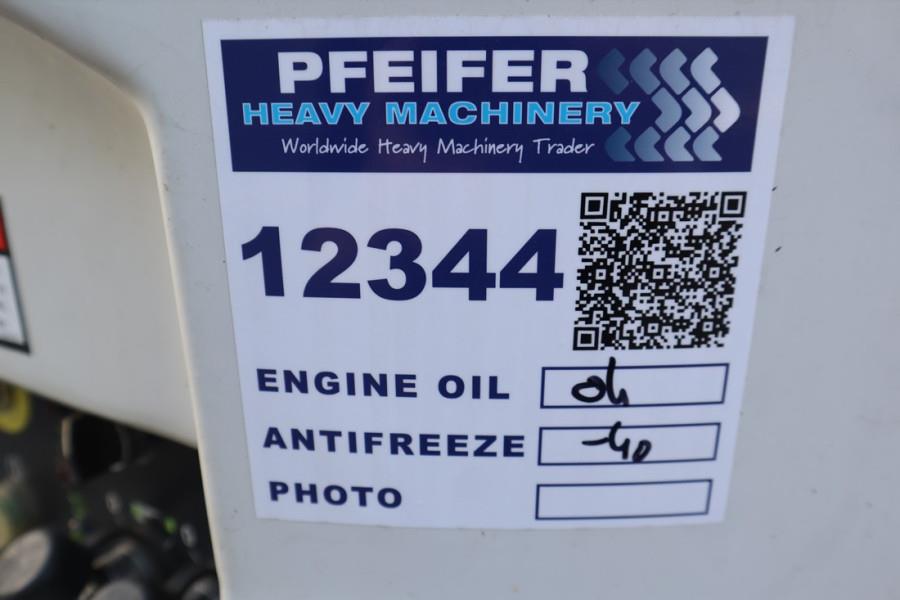 PFEIFER
HEAVY MACHINERY
Worldwide Heavy Machinery Trader
12344
ENGINE OIL ok
ANTIFREEZE -40
PHOTO